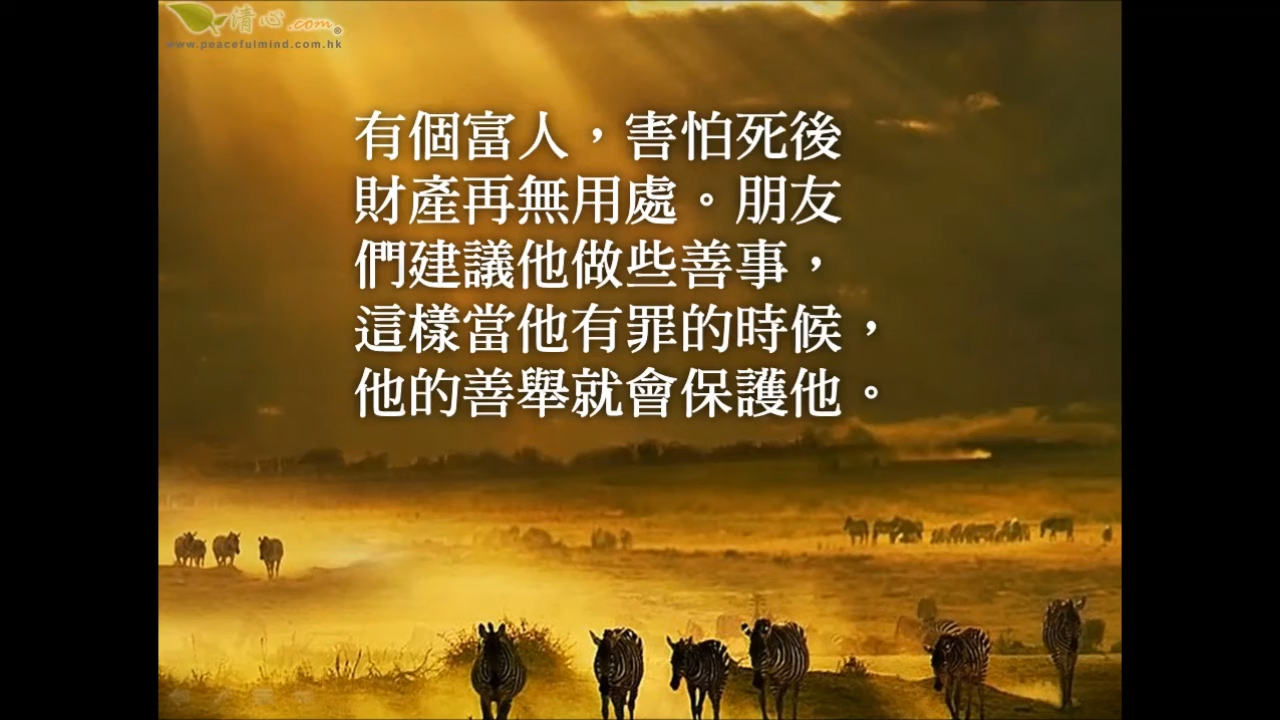 清心.com®
www.peacefulmind.com.hk
有個富人，害怕死後
財產再無用處。朋友
們建議他做些善事，
這樣當他有罪的時候，
他的善舉就會保護他。